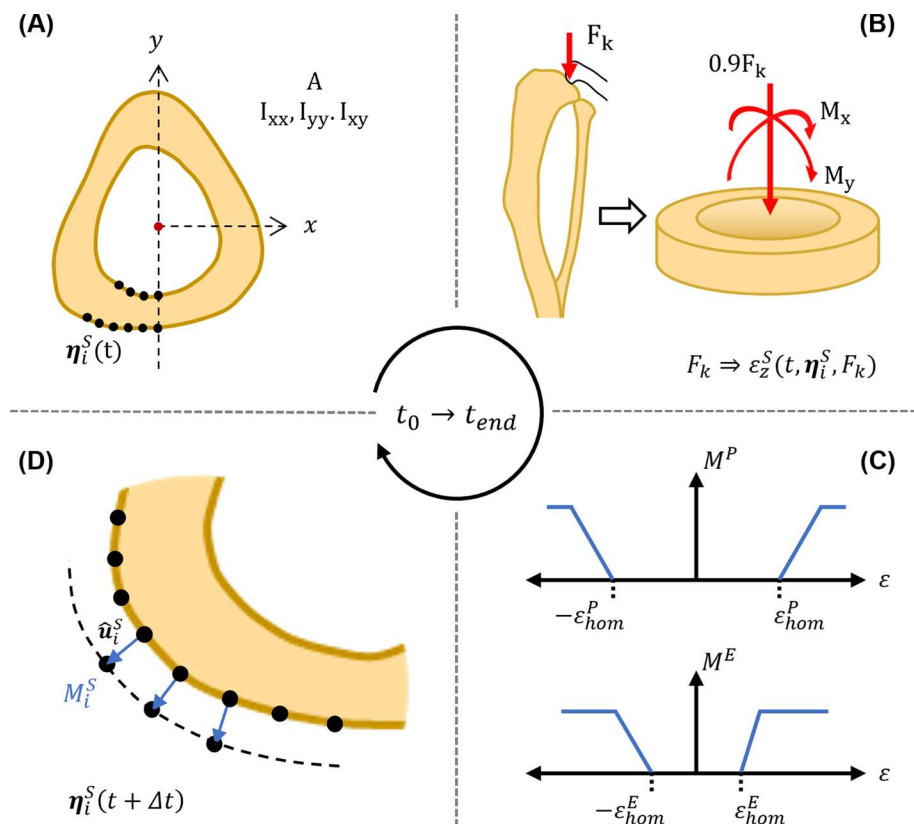 (A)
y
A
I_xx, I_yy. I_xy
x
η_i^S(t)
(B)
F_k
0.9F_k
M_x
M_y
F_k ⇒ ε_z^S(t, η_i^S, F_k)
t_0 → t_end
(D)
û_i^S
M_i^S
η_i^S(t + Δt)
(C)
M^P
ε
−ε_hom^P
ε_hom^P
M^E
ε
−ε_hom^E
ε_hom^E